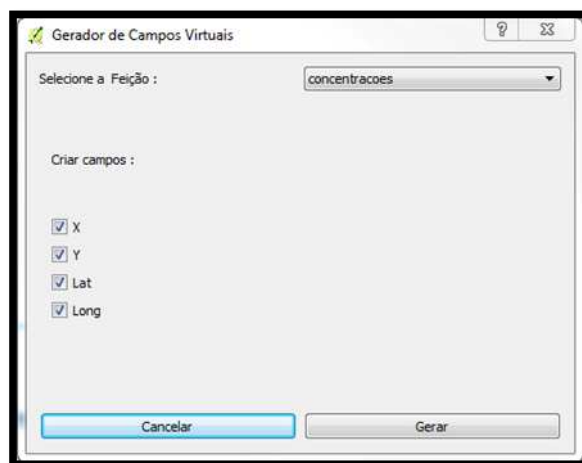 Gerador de Campos Virtuais
Selecione a Feição :
concentracoes
Criar campos :
X
Y
Lat
Long
Cancelar
Gerar